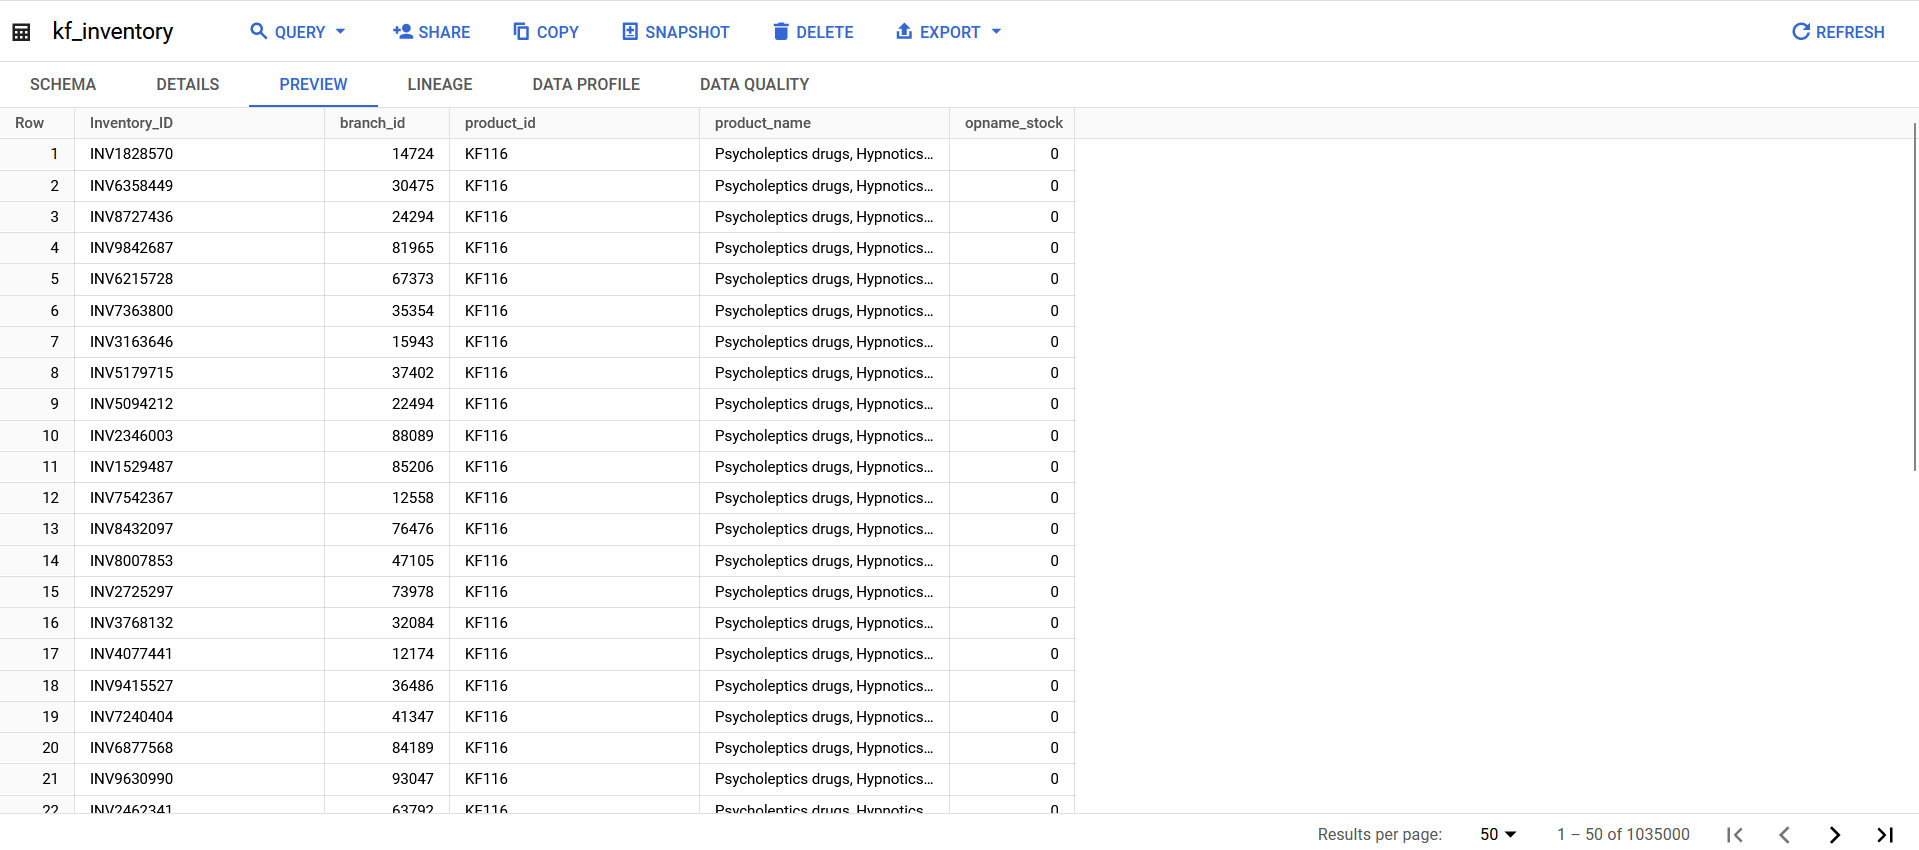 kf_inventory QUERY SHARE COPY SNAPSHOT DELETE EXPORT REFRESH
SCHEMA DETAILS PREVIEW LINEAGE DATA PROFILE DATA QUALITY
Row Inventory_ID branch_id product_id product_name opname_stock
1 INV1828570 14724 KF116 Psycholeptics drugs, Hypnotics… 0
2 INV6358449 30475 KF116 Psycholeptics drugs, Hypnotics… 0
3 INV8727436 24294 KF116 Psycholeptics drugs, Hypnotics… 0
4 INV9842687 81965 KF116 Psycholeptics drugs, Hypnotics… 0
5 INV6215728 67373 KF116 Psycholeptics drugs, Hypnotics… 0
6 INV7363800 35354 KF116 Psycholeptics drugs, Hypnotics… 0
7 INV3163646 15943 KF116 Psycholeptics drugs, Hypnotics… 0
8 INV5179715 37402 KF116 Psycholeptics drugs, Hypnotics… 0
9 INV5094212 22494 KF116 Psycholeptics drugs, Hypnotics… 0
10 INV2346003 88089 KF116 Psycholeptics drugs, Hypnotics… 0
11 INV1529487 85206 KF116 Psycholeptics drugs, Hypnotics… 0
12 INV7542367 12558 KF116 Psycholeptics drugs, Hypnotics… 0
13 INV8432097 76476 KF116 Psycholeptics drugs, Hypnotics… 0
14 INV8007853 47105 KF116 Psycholeptics drugs, Hypnotics… 0
15 INV2725297 73978 KF116 Psycholeptics drugs, Hypnotics… 0
16 INV3768132 32084 KF116 Psycholeptics drugs, Hypnotics… 0
17 INV4077441 12174 KF116 Psycholeptics drugs, Hypnotics… 0
18 INV9415527 36486 KF116 Psycholeptics drugs, Hypnotics… 0
19 INV7240404 41347 KF116 Psycholeptics drugs, Hypnotics… 0
20 INV6877568 84189 KF116 Psycholeptics drugs, Hypnotics… 0
21 INV9630990 93047 KF116 Psycholeptics drugs, Hypnotics… 0
22 INV2462341 63792 KF116 Psycholeptics drugs, Hypnotics… 0
Results per page: 50 1 – 50 of 1035000